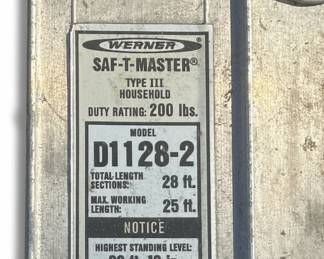 WERNER
SAF-T-MASTER®
TYPE III
HOUSEHOLD
DUTY RATING: 200 lbs.
MODEL
D1128-2
TOTAL LENGTH
SECTIONS: 28 ft.
MAX. WORKING
LENGTH: 25 ft.
NOTICE
HIGHEST STANDING LEVEL: